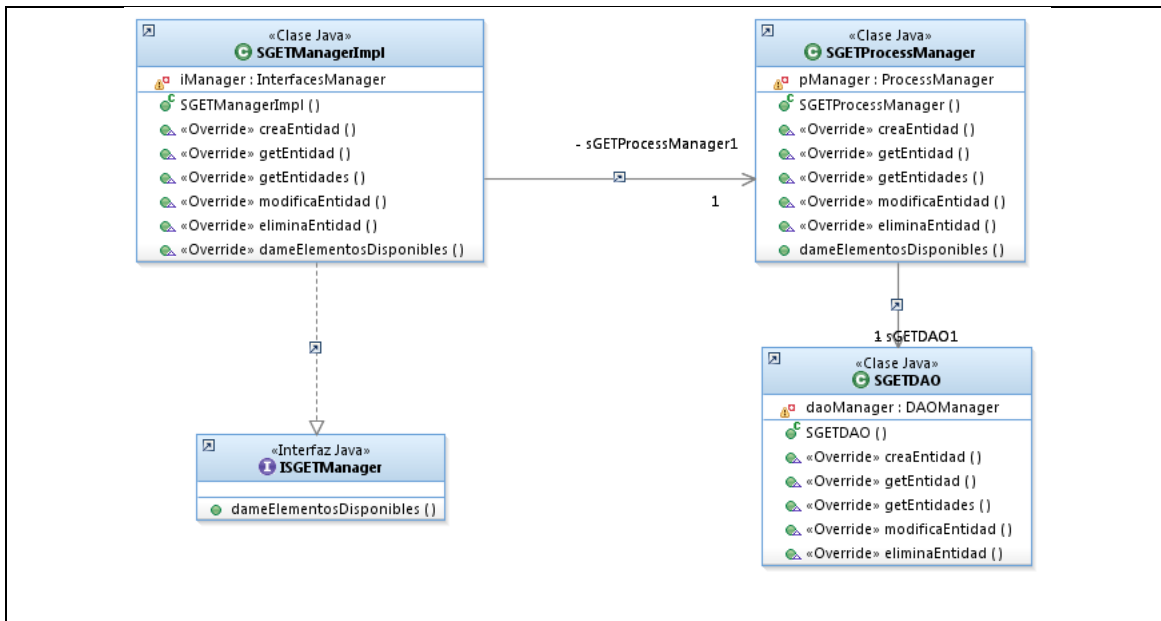 «Clase Java»
SGETManagerImpl
iManager : InterfacesManager
SGETManagerImpl ()
«Override» creaEntidad ()
«Override» getEntidad ()
«Override» getEntidades ()
«Override» modificaEntidad ()
«Override» eliminaEntidad ()
«Override» dameElementosDisponibles ()
- sGETProcessManager1
1
«Clase Java»
SGETProcessManager
pManager : ProcessManager
SGETProcessManager ()
«Override» creaEntidad ()
«Override» getEntidad ()
«Override» getEntidades ()
«Override» modificaEntidad ()
«Override» eliminaEntidad ()
dameElementosDisponibles ()
1 sGETDAO1
«Interfaz Java»
ISGETManager
dameElementosDisponibles ()
«Clase Java»
SGETDAO
daoManager : DAOManager
SGETDAO ()
«Override» creaEntidad ()
«Override» getEntidad ()
«Override» getEntidades ()
«Override» modificaEntidad ()
«Override» eliminaEntidad ()